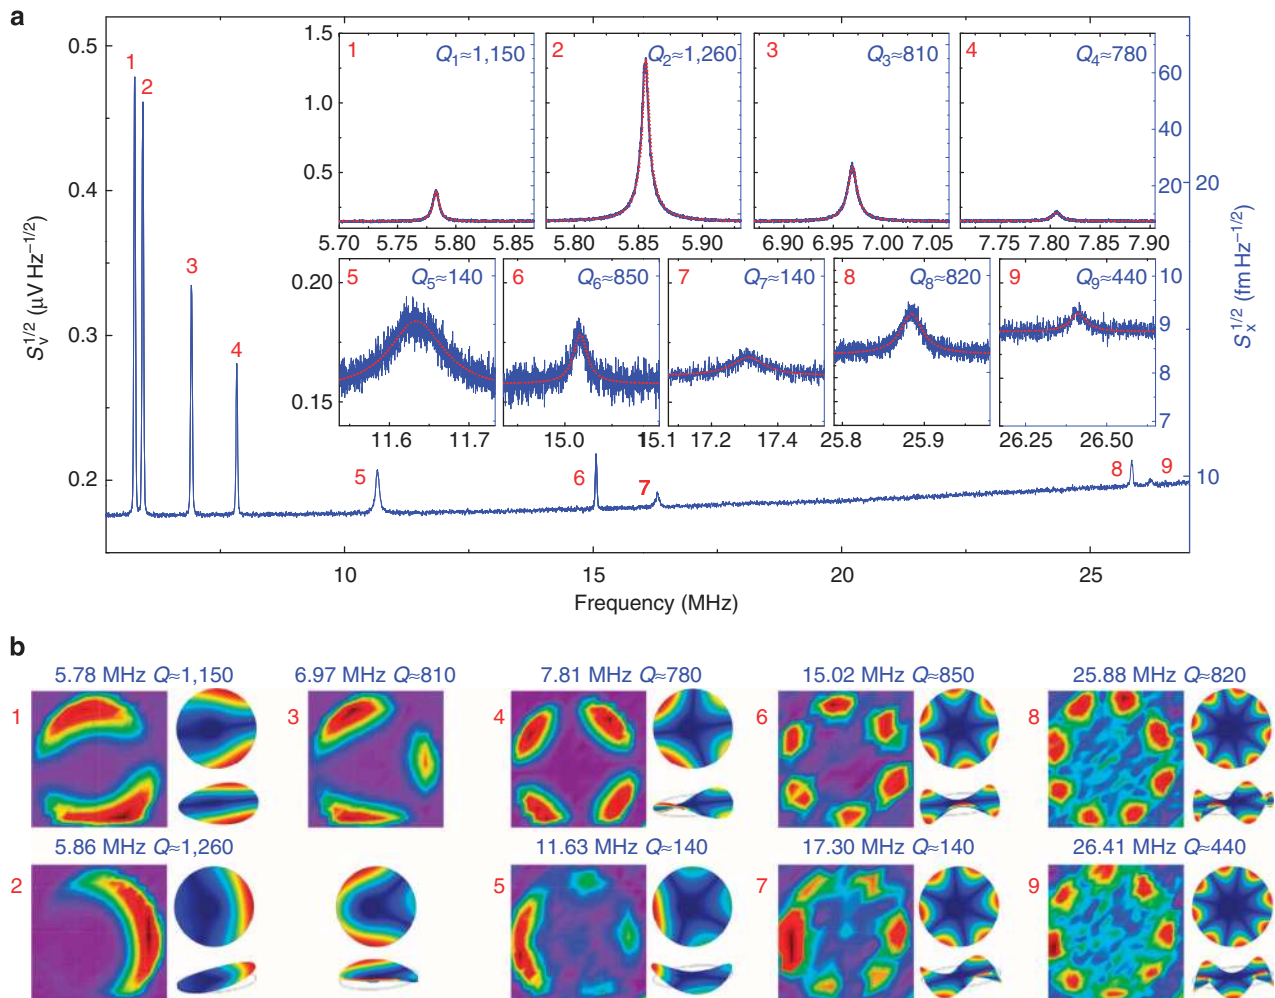 a
0.5
0.4
0.3
0.2
S_v^1/2 (µV Hz^−1/2)
1
2
3
4
5
6
7
8
9
10
15
20
25
Frequency (MHz)
20
10
S_x^1/2 (fm Hz^−1/2)
1.5
1.0
0.5
1 Q1≈1,150
5.70 5.75 5.80 5.85
2 Q2≈1,260
5.80 5.85 5.90
3 Q3≈810
6.90 6.95 7.00 7.05
4 Q4≈780
7.75 7.80 7.85 7.90
60
40
20
0.20
0.15
5 Q5≈140
11.6 11.7
6 Q6≈850
15.0 15.1
7 Q7≈140
17.2 17.4
8 Q8≈820
25.8 25.9
9 Q9≈440
26.25 26.50
10
9
8
7
b
5.78 MHz Q≈1,150 6.97 MHz Q≈810 7.81 MHz Q≈780 15.02 MHz Q≈850 25.88 MHz Q≈820
1 3 4 6 8
5.86 MHz Q≈1,260 11.63 MHz Q≈140 17.30 MHz Q≈140 26.41 MHz Q≈440
2 5 7 9